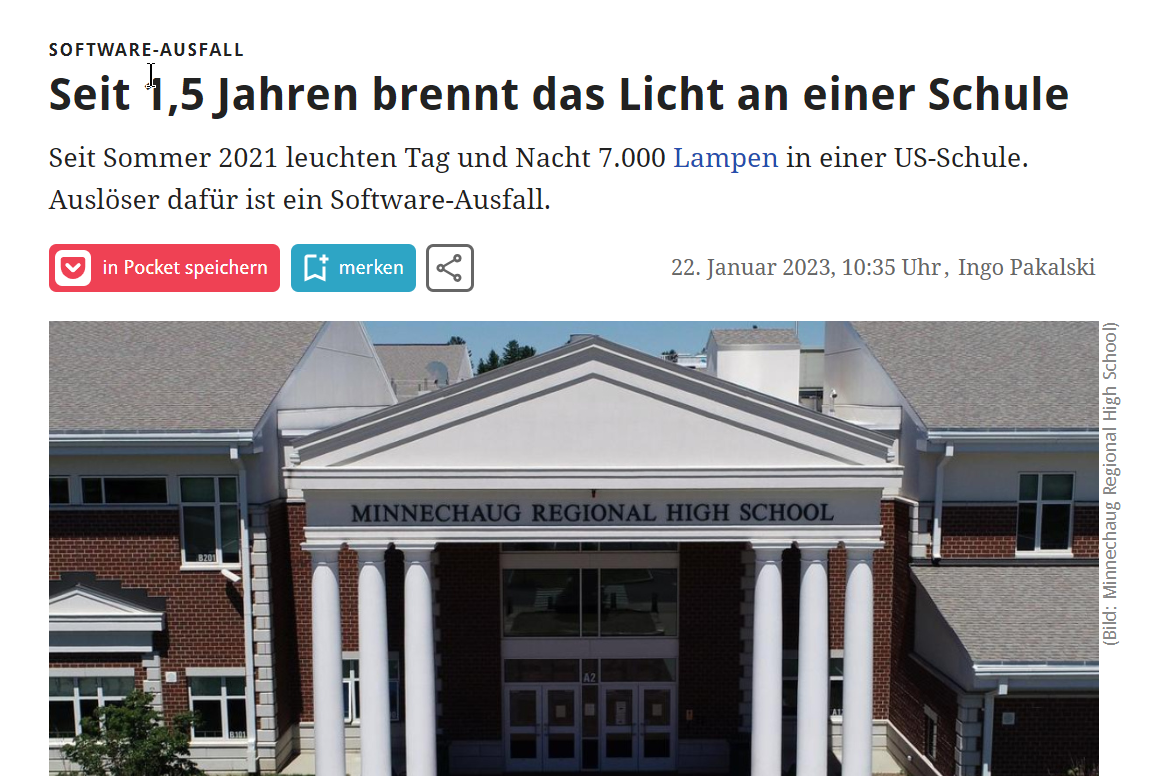 SOFTWARE-AUSFALL
Seit 1,5 Jahren brennt das Licht an einer Schule
Seit Sommer 2021 leuchten Tag und Nacht 7.000 Lampen in einer US-Schule.
Auslöser dafür ist ein Software-Ausfall.
in Pocket speichern
merken
22. Januar 2023, 10:35 Uhr, Ingo Pakalski
(Bild: Minnechaug Regional High School)
MINNECHAUG REGIONAL HIGH SCHOOL
B201
A2
B101